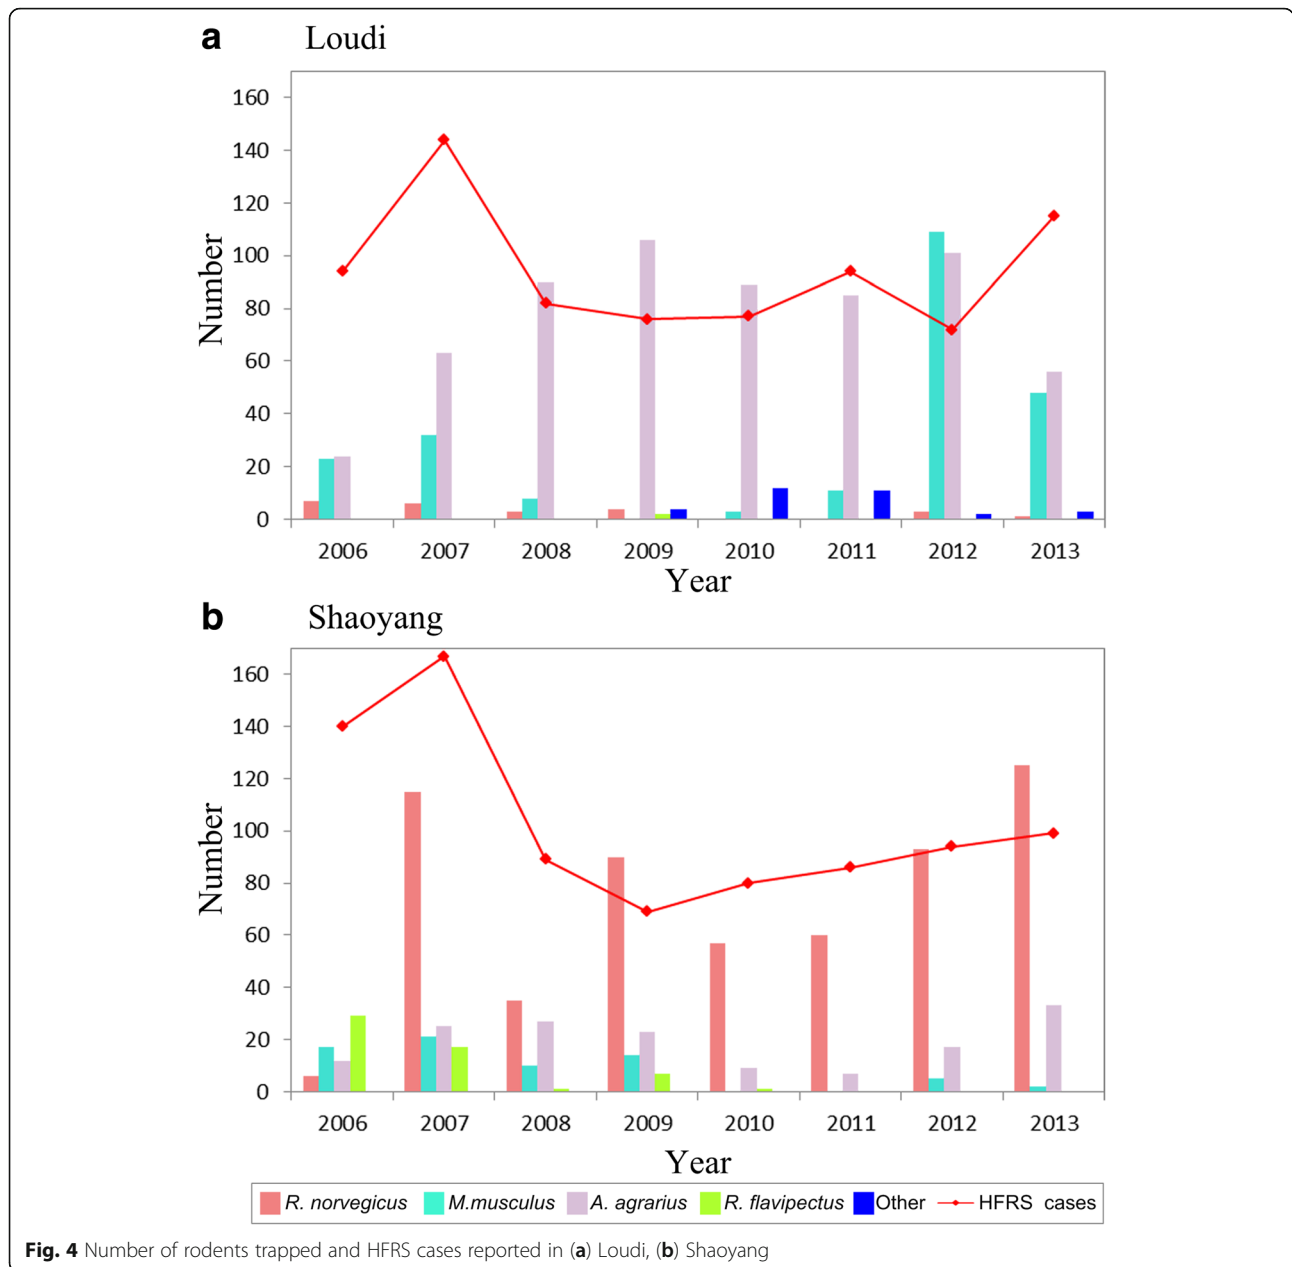 a Loudi
160
140
120
100
80
60
40
20
0
Number
2006 2007 2008 2009 2010 2011 2012 2013
Year
b Shaoyang
160
140
120
100
80
60
40
20
0
Number
2006 2007 2008 2009 2010 2011 2012 2013
Year
R. norvegicus M.musculus A. agrarius R. flavipectus Other HFRS cases
Fig. 4 Number of rodents trapped and HFRS cases reported in (a) Loudi, (b) Shaoyang